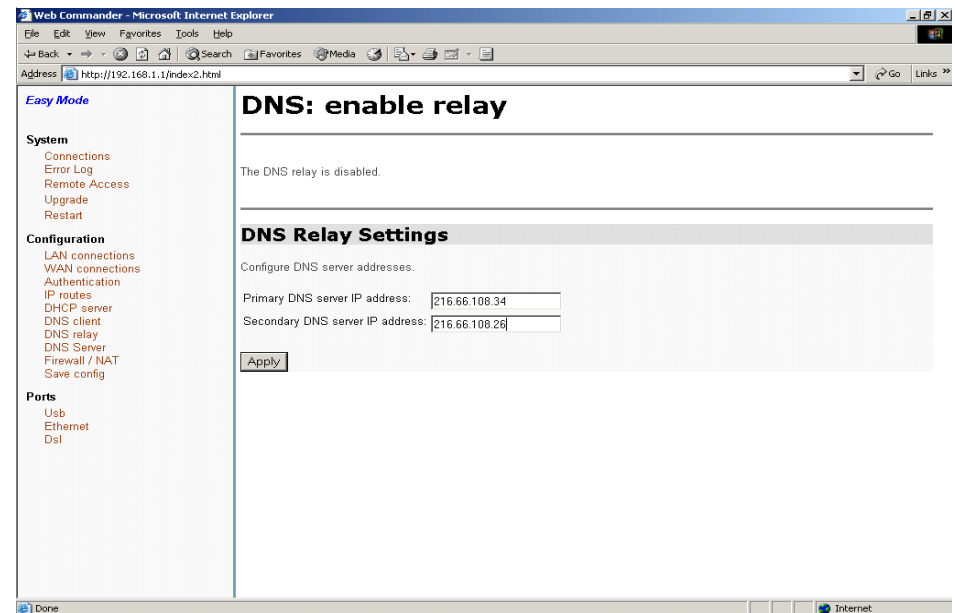 Web Commander - Microsoft Internet Explorer
File Edit View Favorites Tools Help
Back Search Favorites Media
Address http://192.168.1.1/index2.html Go Links »
Easy Mode
System
Connections
Error Log
Remote Access
Upgrade
Restart
Configuration
LAN connections
WAN connections
Authentication
IP routes
DHCP server
DNS client
DNS relay
DNS Server
Firewall / NAT
Save config
Ports
Usb
Ethernet
Dsl
DNS: enable relay
The DNS relay is disabled.
DNS Relay Settings
Configure DNS server addresses.
Primary DNS server IP address: 216.66.108.34
Secondary DNS server IP address: 216.66.108.26
Apply
Done Internet